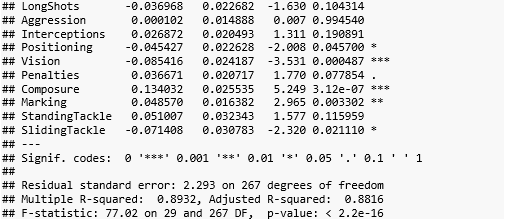 ## LongShots       -0.036968   0.022682  -1.630 0.104314
## Aggression       0.000102   0.014888   0.007 0.994540
## Interceptions    0.026872   0.020493   1.311 0.190891
## Positioning     -0.045427   0.022628  -2.008 0.045700 *
## Vision          -0.085416   0.024187  -3.531 0.000487 ***
## Penalties        0.036671   0.020717   1.770 0.077854 .
## Composure        0.134032   0.025535   5.249 3.12e-07 ***
## Marking          0.048570   0.016382   2.965 0.003302 **
## StandingTackle   0.051007   0.032343   1.577 0.115959
## SlidingTackle   -0.071408   0.030783  -2.320 0.021110 *
## ---
## Signif. codes:  0 '***' 0.001 '**' 0.01 '*' 0.05 '.' 0.1 ' ' 1
##
## Residual standard error: 2.293 on 267 degrees of freedom
## Multiple R-squared:  0.8932, Adjusted R-squared:  0.8816
## F-statistic: 77.02 on 29 and 267 DF,  p-value: < 2.2e-16